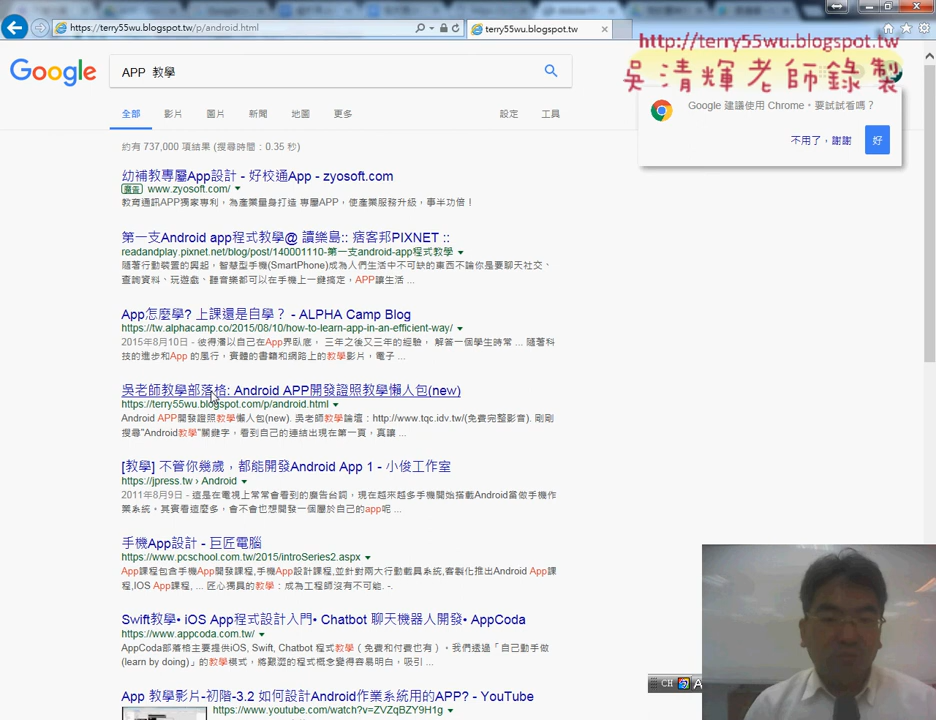 https://terry55wu.blogspot.tw/p/android.html
terry55wu.blogspot.tw
http://terry55wu.blogspot.tw
吳清輝老師錄製
Google
APP 教學
Google 建議使用 Chrome。要試試看嗎？
不用了，謝謝
好
全部
影片
圖片
新聞
地圖
更多
設定
工具
約有 737,000 項結果 (搜尋時間：0.35 秒)
幼補教專屬App設計 - 好校通App - zyosoft.com
廣告 www.zyosoft.com/
教育通訊APP獨家專利，為產業量身打造 專屬APP，使產業服務升級，事半功倍！
第一支Android app程式教學@ 讀樂島:: 痞客邦PIXNET ::
readandplay.pixnet.net/blog/post/140001110-第一支android-app程式教學
隨著行動裝置的興起，智慧型手機(SmartPhone)成為人們生活中不可缺的東西不論你是要聊天社交、
查詢資料、玩遊戲、聽音樂都可以在手機上一鍵搞定，APP讓生活 ...
App怎麼學? 上課還是自學？ - ALPHA Camp Blog
https://tw.alphacamp.co/2015/08/10/how-to-learn-app-in-an-efficient-way/
2015年8月10日 - 彼得潘以自己在App界臥底， 三年之後又三年的經驗， 解答一個學生時常 ... 隨著科
技的進步和App 的風行，實體的書籍和網路上的教學影片，電子 ...
吳老師教學部落格: Android APP開發證照教學懶人包(new)
https://terry55wu.blogspot.com/p/android.html
Android APP開發證照教學懶人包(new). 吳老師教學論壇：http://www.tqc.idv.tw/(免費完整影音). 剛剛
搜尋"Android教學"關鍵字，看到自己的連結出現在第一頁，真讓 ...
[教學] 不管你幾歲，都能開發Android App 1 - 小俊工作室
https://jpress.tw › Android
2011年8月9日 - 這是在電視上常常會看到的廣告台詞，現在越來越多手機開始搭載Android當做手機作
業系統，其實看這麼多，會不會也想開發一個屬於自己的app呢 ...
手機App設計 - 巨匠電腦
https://www.pcschool.com.tw/2015/introSeries2.aspx
App課程包含手機App開發課程,手機App設計課程,並針對兩大行動載具系統,客製化推出Android App課
程,IOS App課程, ... 匠心獨具的教學：成為工程師沒有不可能. -.
Swift教學• iOS App程式設計入門• Chatbot 聊天機器人開發• AppCoda
https://www.appcoda.com.tw/
AppCoda部落格主要提供iOS, Swift, Chatbot 程式教學（免費和付費也有）。我們透過「自己動手做
(learn by doing)」的教學模式，將艱澀的程式概念變得容易明白，吸引 ...
App 教學影片-初階-3.2 如何設計Android作業系統用的APP? - YouTube
https://www.youtube.com/watch?v=ZVZqBZY9H1g
CH
A